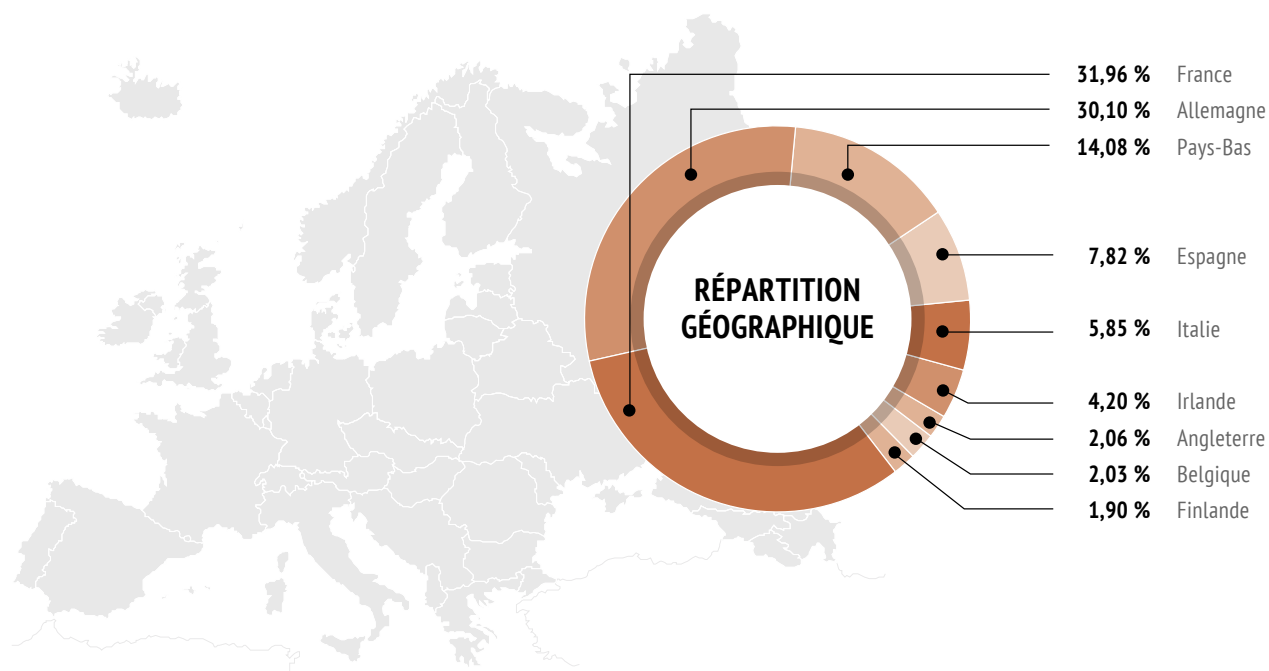 RÉPARTITION
GÉOGRAPHIQUE
31,96 % France
30,10 % Allemagne
14,08 % Pays-Bas
7,82 % Espagne
5,85 % Italie
4,20 % Irlande
2,06 % Angleterre
2,03 % Belgique
1,90 % Finlande